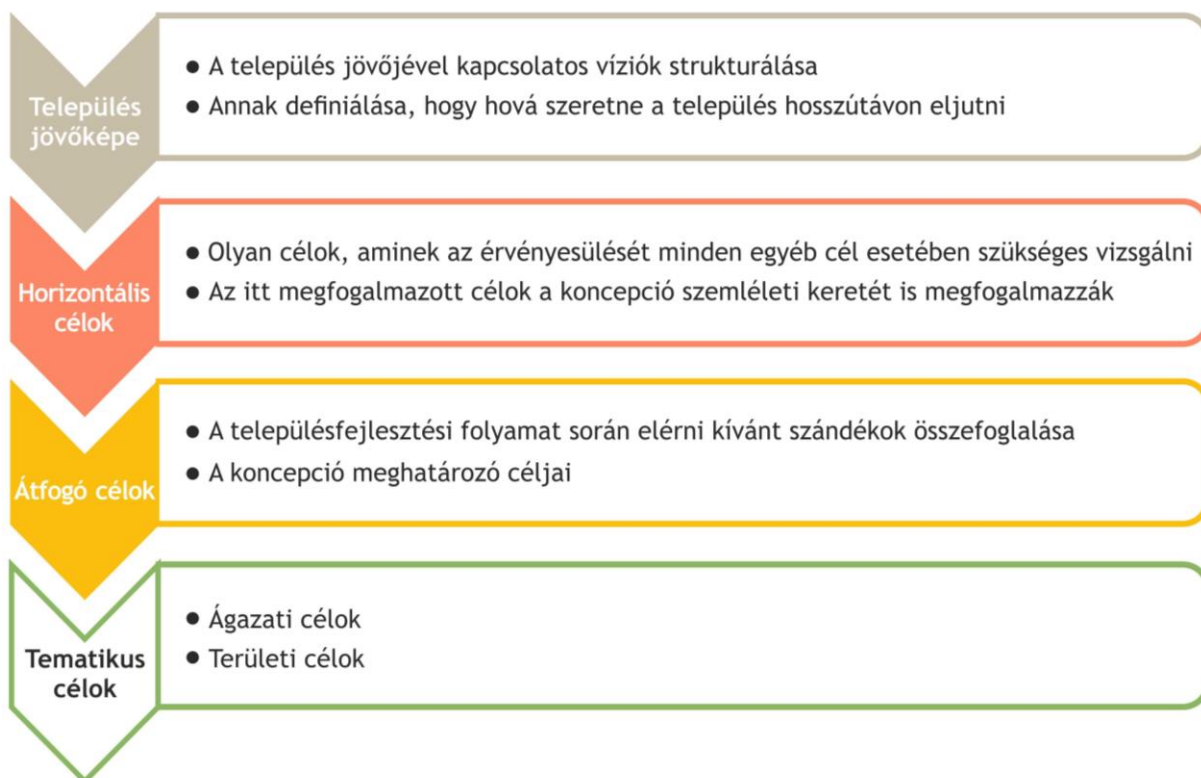 Település
jövőképe
● A település jövőjével kapcsolatos víziók strukturálása
● Annak definiálása, hogy hová szeretne a település hosszútávon eljutni
Horizontális
célok
● Olyan célok, aminek az érvényesülését minden egyéb cél esetében szükséges vizsgálni
● Az itt megfogalmazott célok a koncepció szemléleti keretét is megfogalmazzák
Átfogó célok
● A településfejlesztési folyamat során elérni kívánt szándékok összefoglalása
● A koncepció meghatározó céljai
Tematikus
célok
● Ágazati célok
● Területi célok